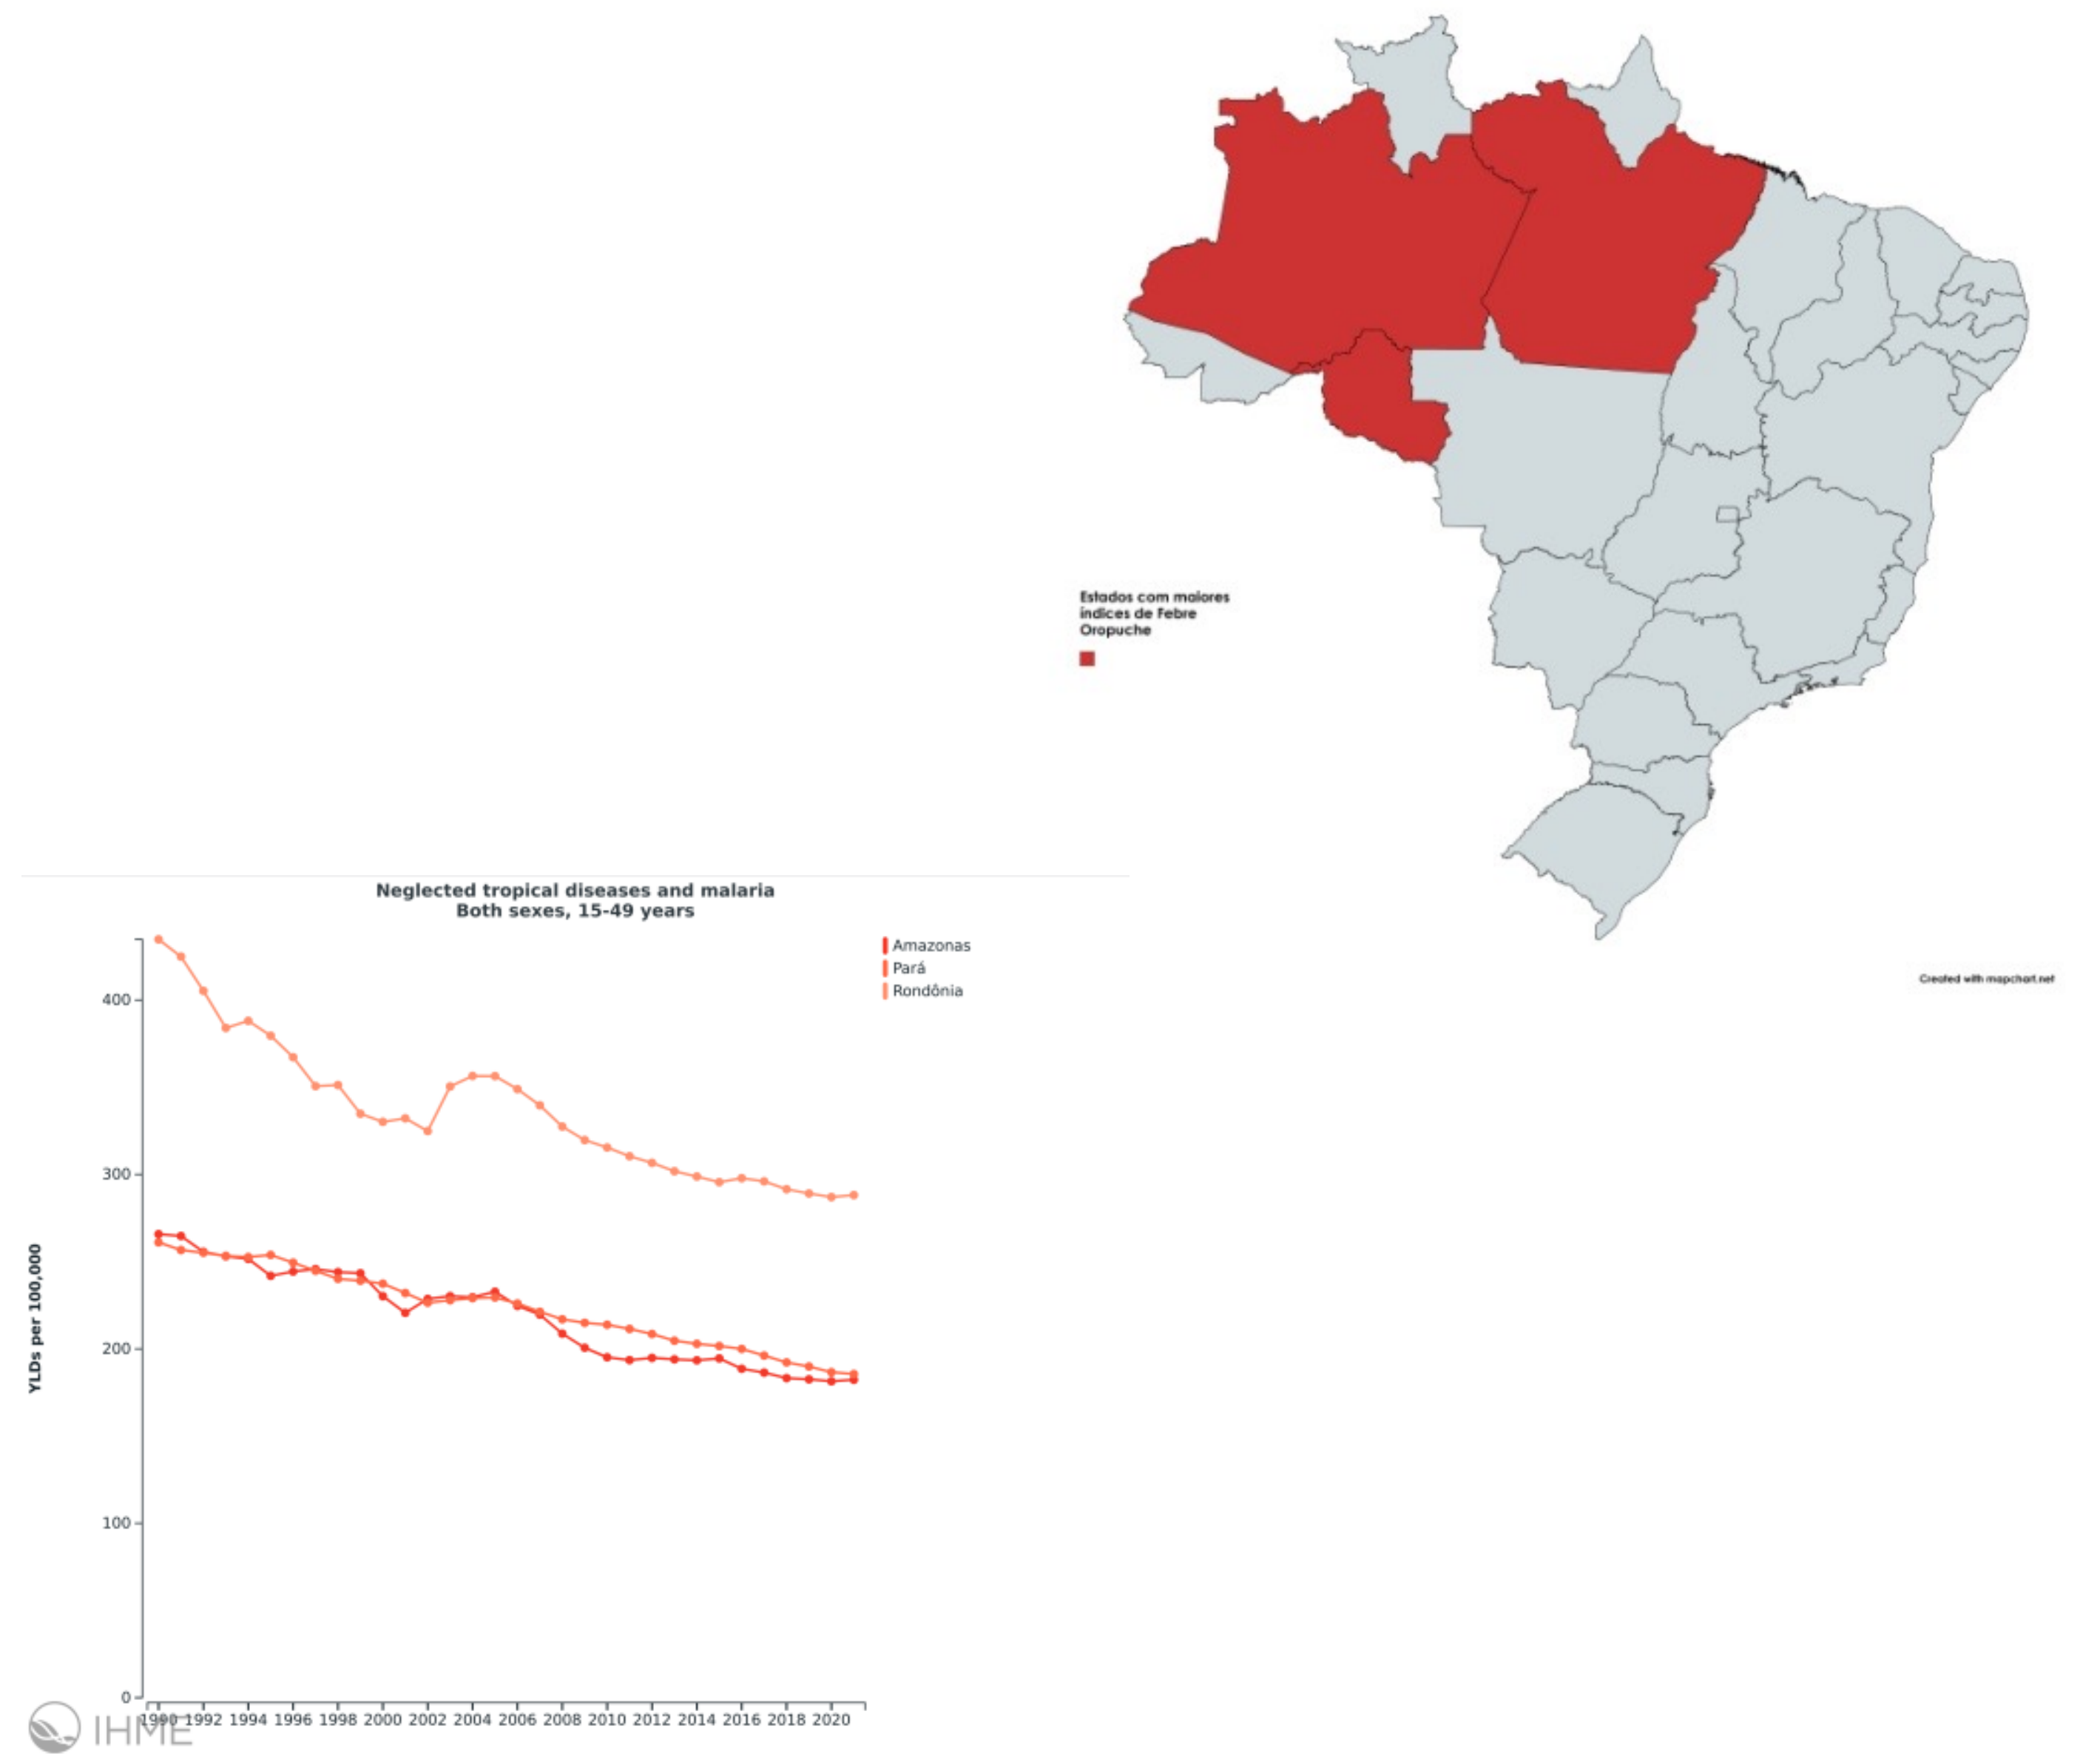 Estados com maiores
índices de Febre
Oropuche
Created with mapchart.net
Neglected tropical diseases and malaria
Both sexes, 15-49 years
Amazonas
Pará
Rondônia
YLDs per 100,000
400
300
200
100
0
1990 1992 1994 1996 1998 2000 2002 2004 2006 2008 2010 2012 2014 2016 2018 2020
IHME